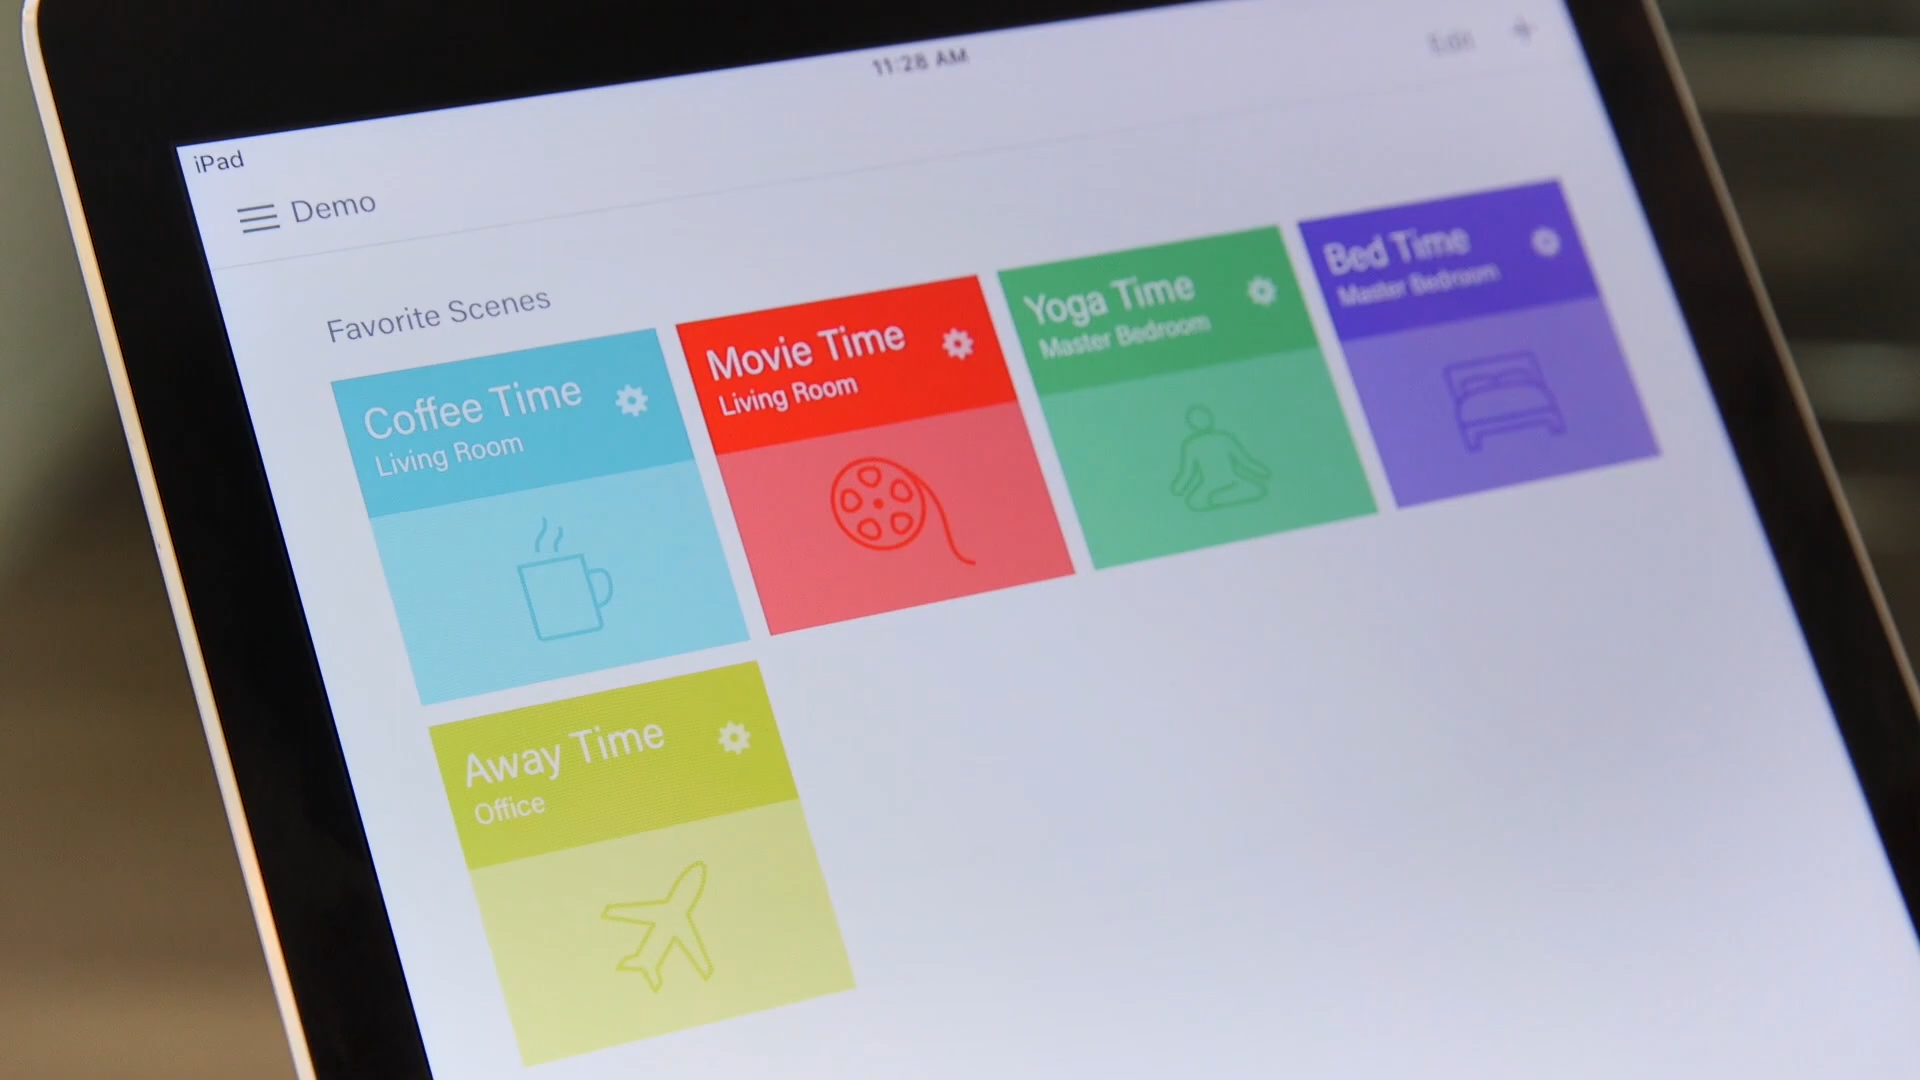 iPad
11:28 AM
Demo
Edit
Favorite Scenes
Coffee Time
Living Room
Movie Time
Living Room
Yoga Time
Master Bedroom
Bed Time
Master Bedroom
Away Time
Office